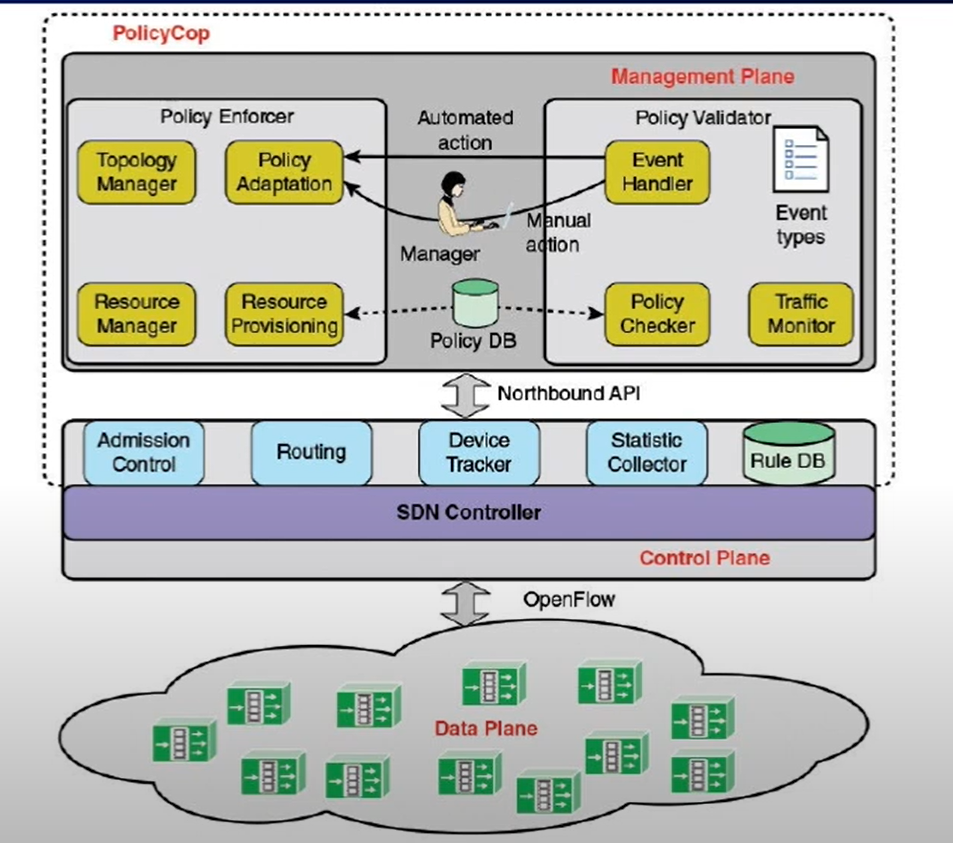 PolicyCop
Management Plane
Policy Enforcer
Automated
action
Policy Validator
Topology
Manager
Policy
Adaptation
Event
Handler
Event
types
Manual
action
Manager
Resource
Manager
Resource
Provisioning
Policy DB
Policy
Checker
Traffic
Monitor
Northbound API
Admission
Control
Routing
Device
Tracker
Statistic
Collector
Rule DB
SDN Controller
Control Plane
OpenFlow
Data Plane